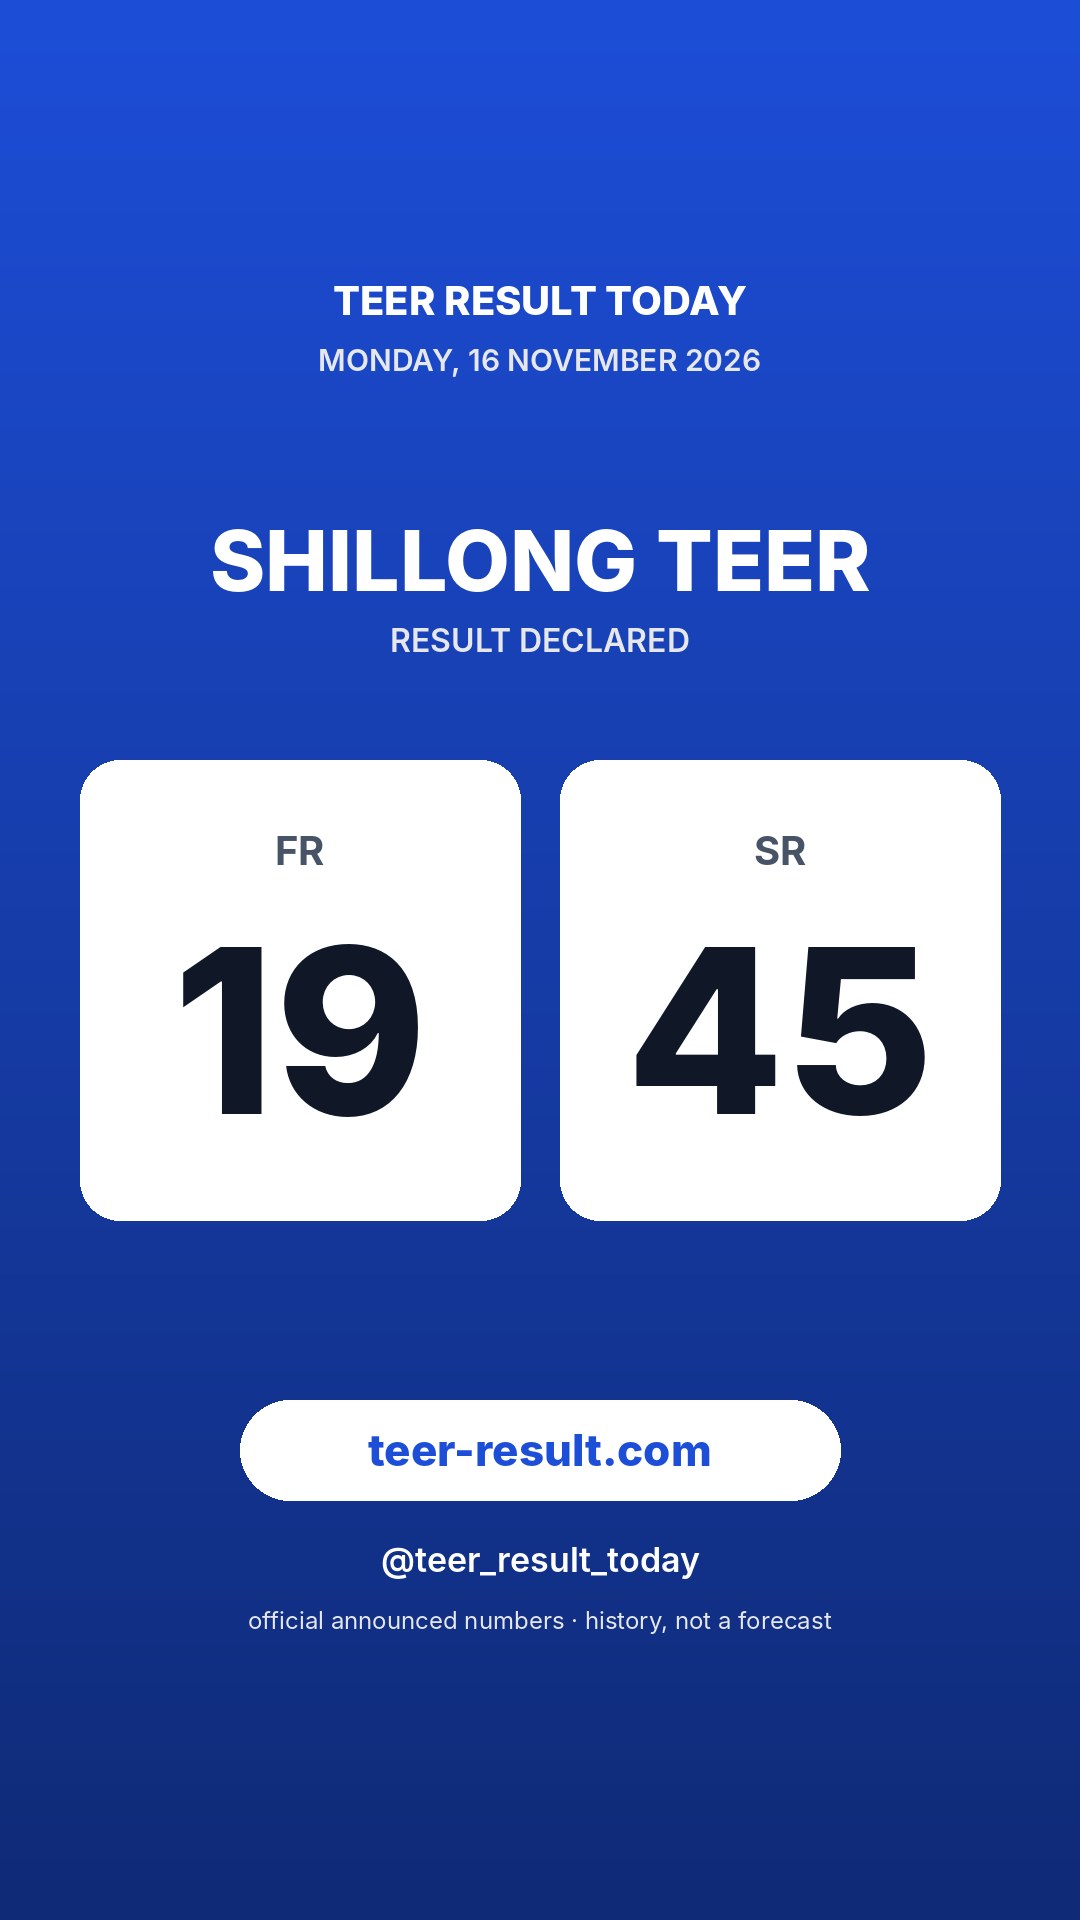 TEER RESULT TODAY
MONDAY, 16 NOVEMBER 2026
SHILLONG TEER
RESULT DECLARED
FR
19
SR
45
teer-result.com
@teer_result_today
official announced numbers · history, not a forecast